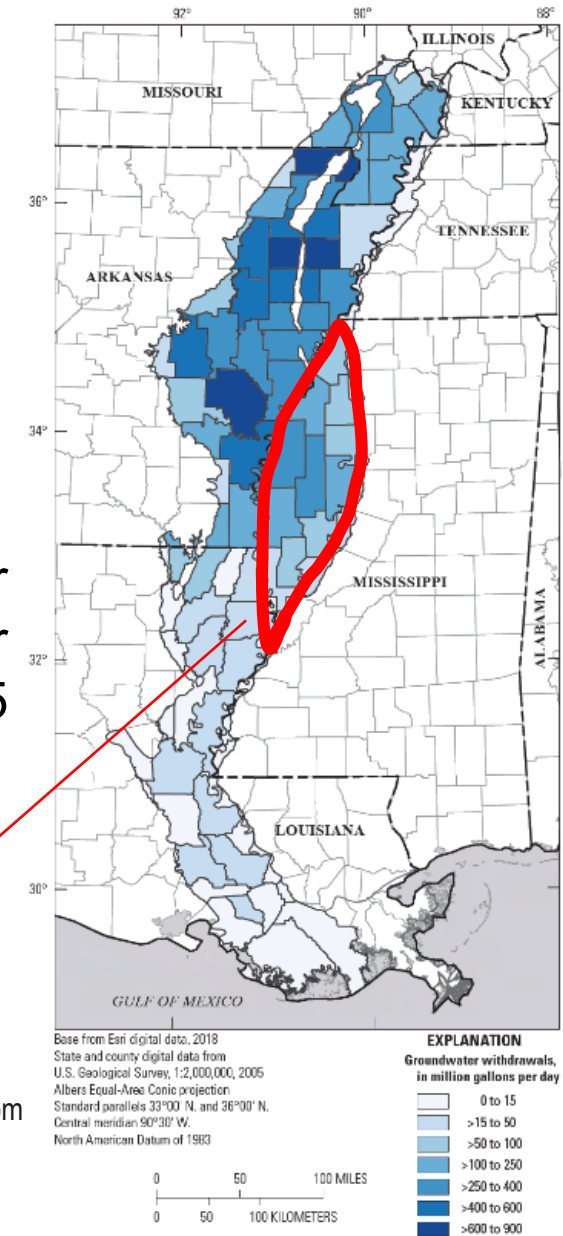 92° 90° 88°
ILLINOIS
MISSOURI
KENTUCKY
36°
TENNESSEE
ARKANSAS
34°
r
MISSISSIPPI
ALABAMA
r
32°
5
LOUISIANA
30°
GULF OF MEXICO
Base from Esri digital data, 2018
State and county digital data from
U.S. Geological Survey, 1:2,000,000, 2005
Albers Equal-Area Conic projection
Standard parallels 33°00' N. and 36°00' N.
Central meridian 90°30' W.
North American Datum of 1983
om
0 50 100 MILES
0 50 100 KILOMETERS
EXPLANATION
Groundwater withdrawals,
in million gallons per day
0 to 15
>15 to 50
>50 to 100
>100 to 250
>250 to 400
>400 to 600
>600 to 900